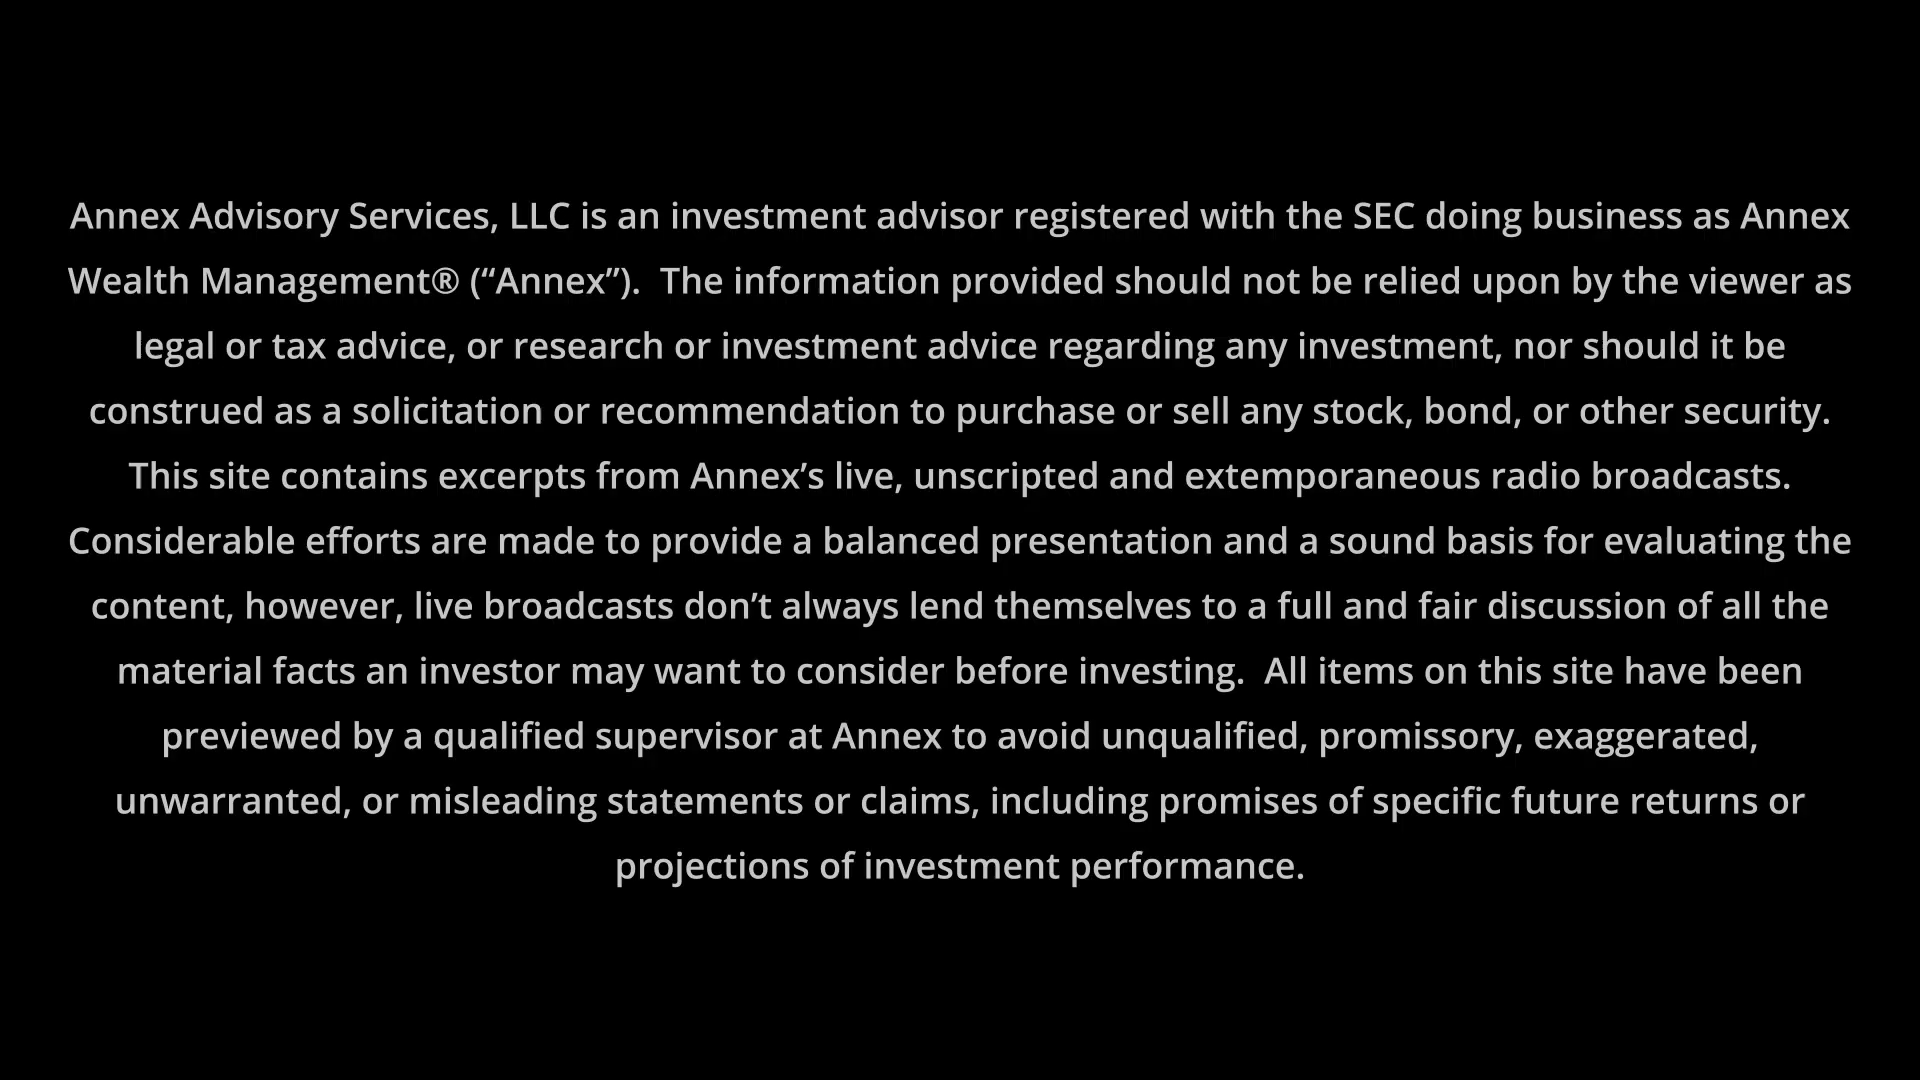 Annex Advisory Services, LLC is an investment advisor registered with the SEC doing business as Annex
Wealth Management® (“Annex”).  The information provided should not be relied upon by the viewer as
legal or tax advice, or research or investment advice regarding any investment, nor should it be
construed as a solicitation or recommendation to purchase or sell any stock, bond, or other security.
This site contains excerpts from Annex’s live, unscripted and extemporaneous radio broadcasts.
Considerable efforts are made to provide a balanced presentation and a sound basis for evaluating the
content, however, live broadcasts don’t always lend themselves to a full and fair discussion of all the
material facts an investor may want to consider before investing.  All items on this site have been
previewed by a qualified supervisor at Annex to avoid unqualified, promissory, exaggerated,
unwarranted, or misleading statements or claims, including promises of specific future returns or
projections of investment performance.